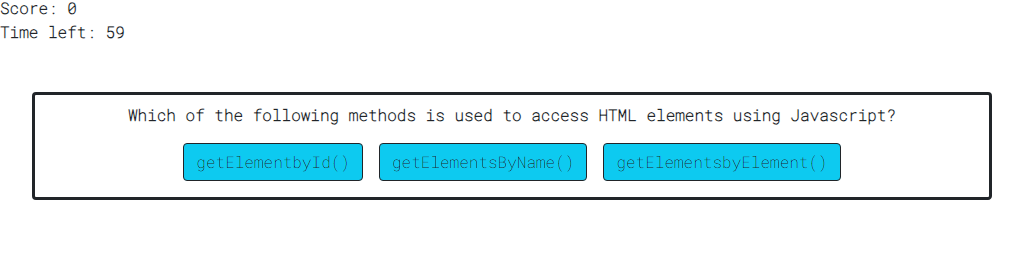 Score: 0
Time left: 59
Which of the following methods is used to access HTML elements using Javascript?
getElementbyId() getElementsByName() getElementsbyElement()